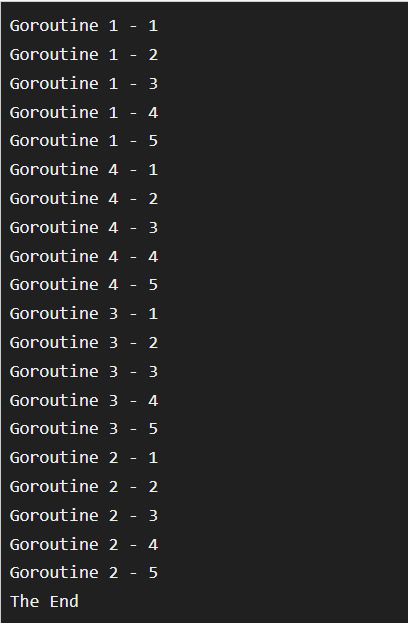 Goroutine 1 - 1
Goroutine 1 - 2
Goroutine 1 - 3
Goroutine 1 - 4
Goroutine 1 - 5
Goroutine 4 - 1
Goroutine 4 - 2
Goroutine 4 - 3
Goroutine 4 - 4
Goroutine 4 - 5
Goroutine 3 - 1
Goroutine 3 - 2
Goroutine 3 - 3
Goroutine 3 - 4
Goroutine 3 - 5
Goroutine 2 - 1
Goroutine 2 - 2
Goroutine 2 - 3
Goroutine 2 - 4
Goroutine 2 - 5
The End